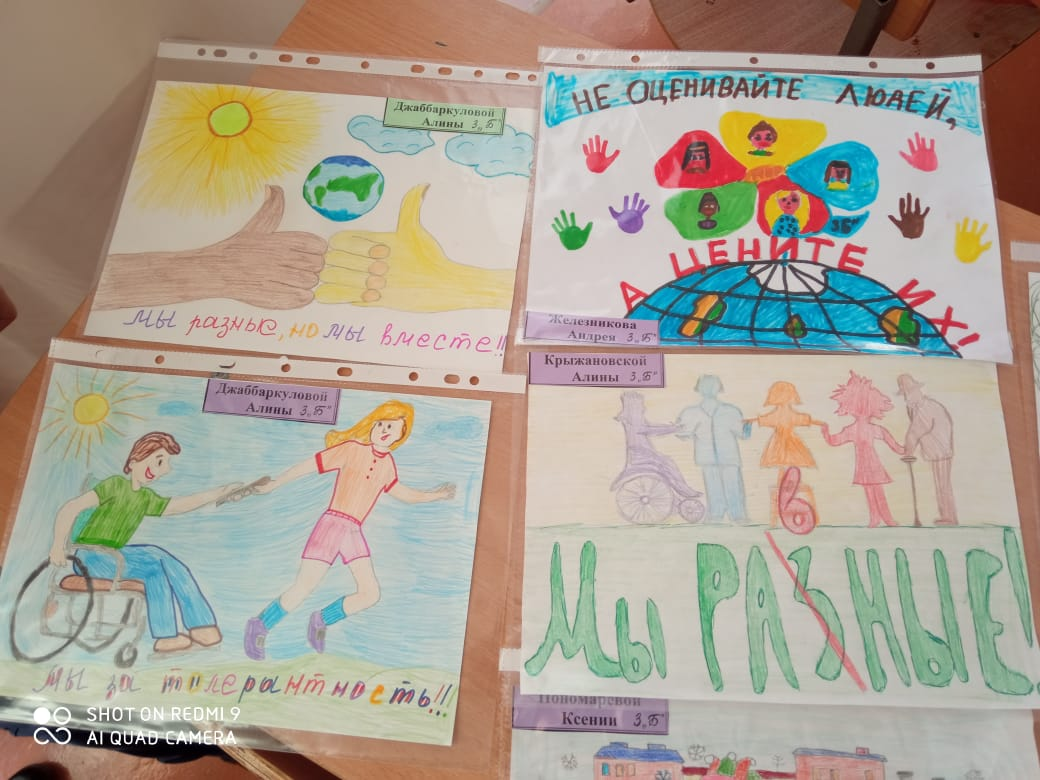 Джаббаркуловой
Алины 3„Б"
мы разные, но мы вместе!!
НЕ ОЦЕНИВАЙТЕ ЛЮДЕЙ,
3Б"
А ЦЕНИТЕ ИХ!
Железникова
Андрея 3„Б"
Джаббаркуловой
Алины 3„Б"
мы за толерантность!!!
SHOT ON REDMI 9
AI QUAD CAMERA
Крыжановской
Алины 3„Б"
в
МЫ РАЗНЫЕ!
Пономаревой
Ксении 3„Б"